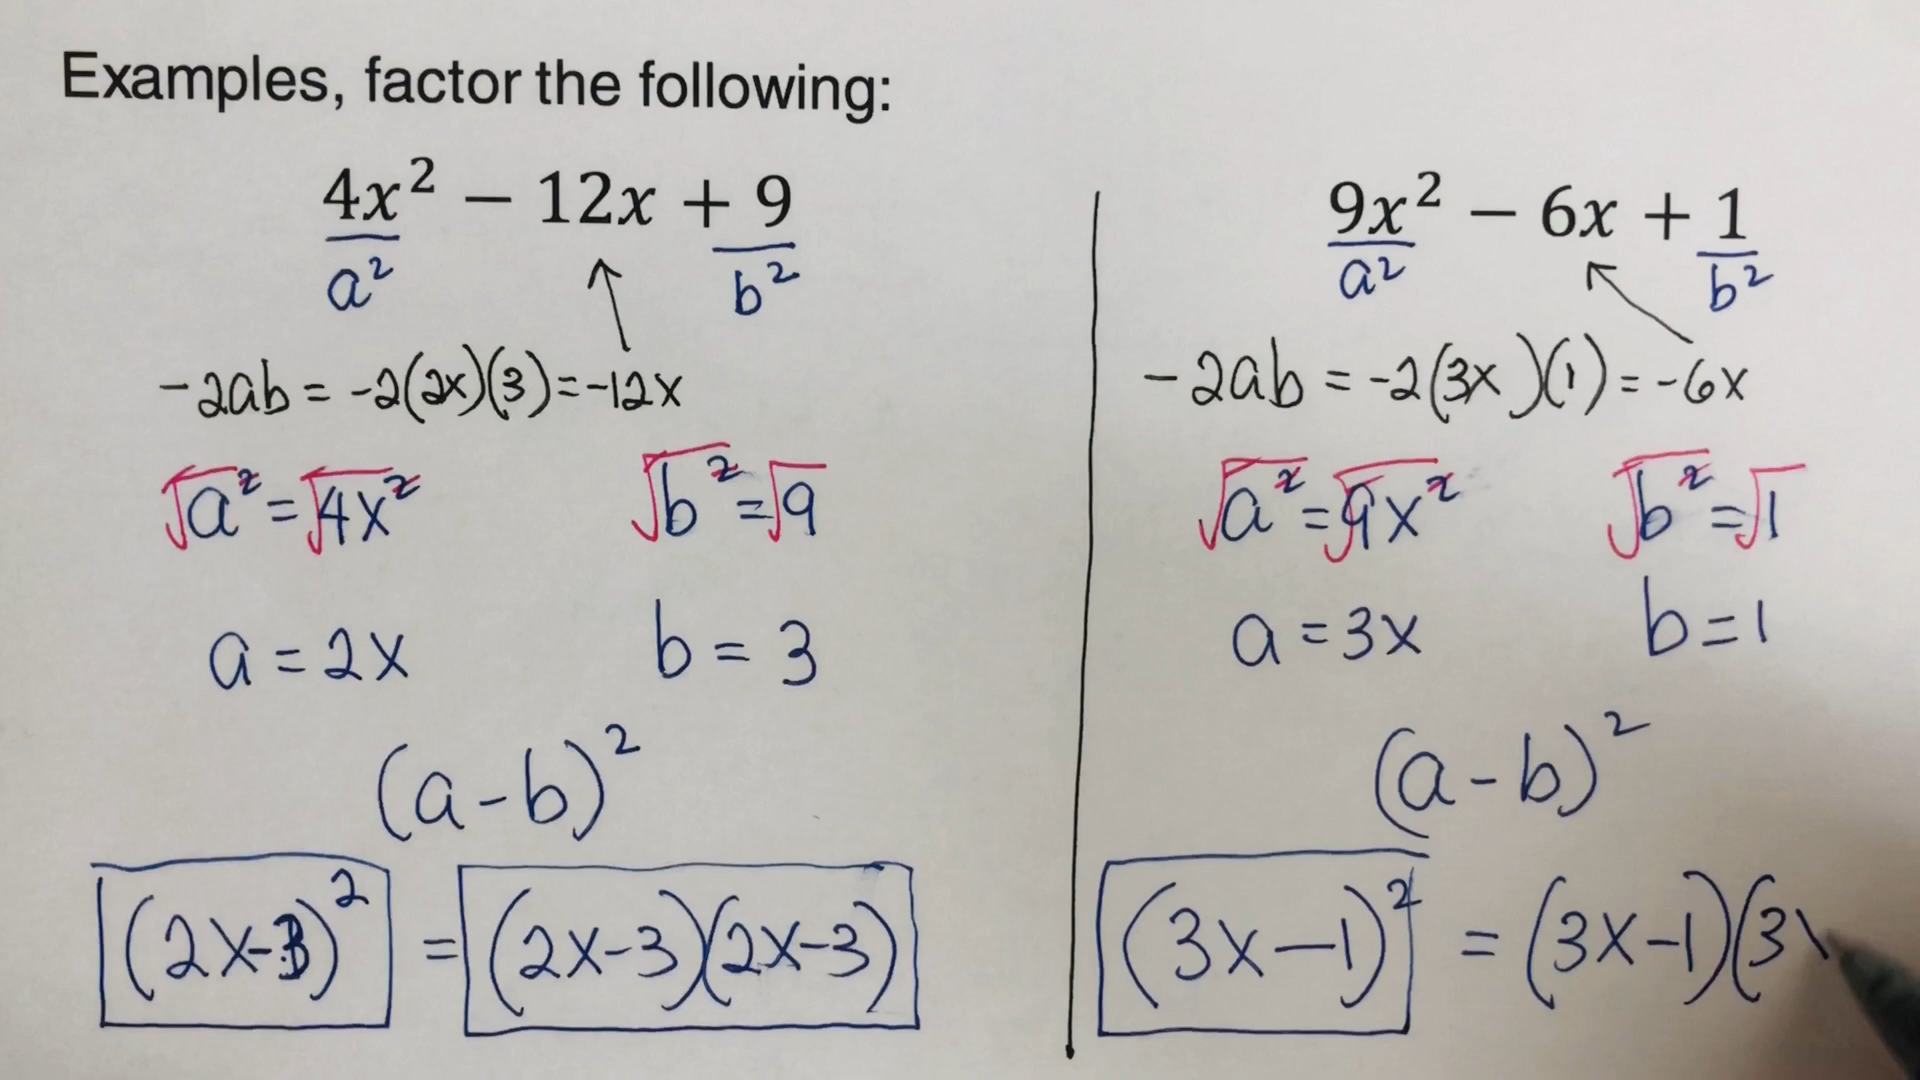 Examples, factor the following:
4x² − 12x + 9
a² b²
-2ab = -2(2x)(3) = -12x
√a² = √4x² √b² = √9
a = 2x b = 3
(a-b)²
(2x-3)² = (2x-3)(2x-3)
9x² − 6x + 1
a² b²
-2ab = -2(3x)(1) = -6x
√a² = √9x² √b² = √1
a = 3x b = 1
(a-b)²
(3x-1)² = (3x-1)(3